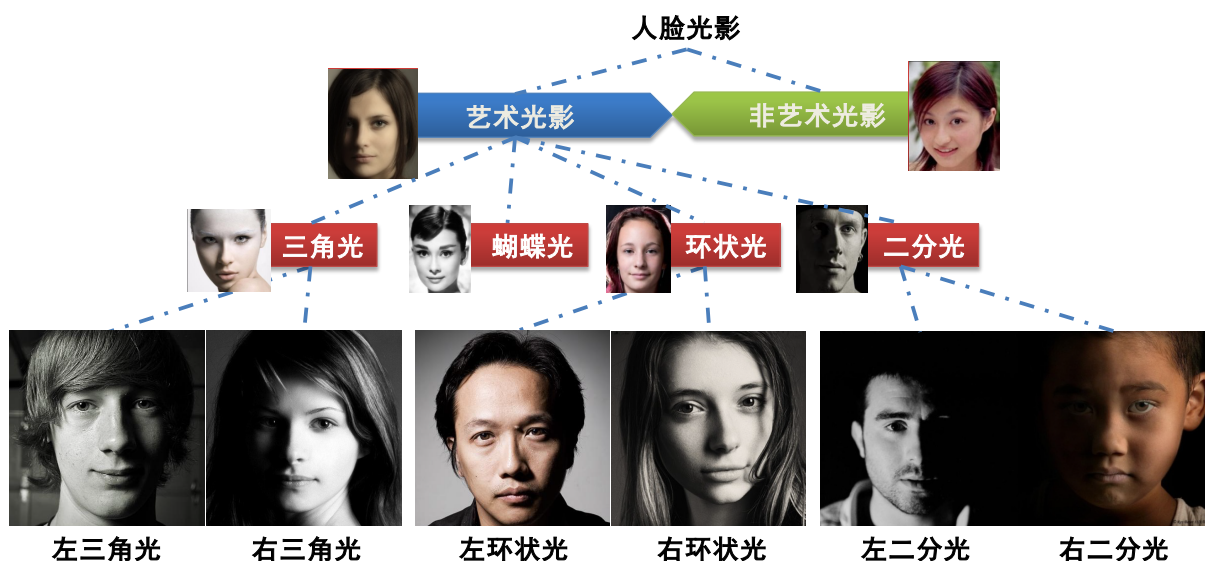 人脸光影
艺术光影
非艺术光影
三角光
蝴蝶光
环状光
二分光
左三角光
右三角光
左环状光
右环状光
左二分光
右二分光